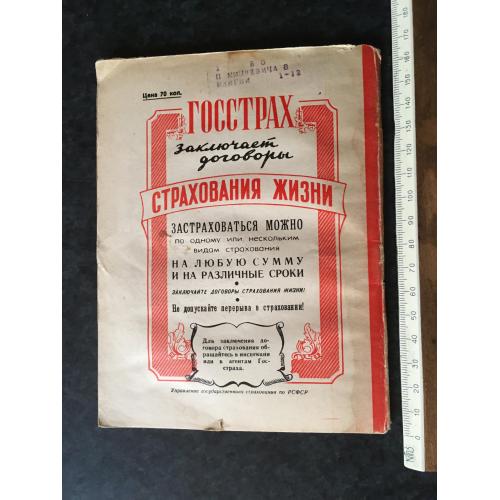 Цена 70 коп.
ГОССТРАХ
заключает
договоры
СТРАХОВАНИЯ ЖИЗНИ
ЗАСТРАХОВАТЬСЯ МОЖНО
по одному или нескольким
видам страхования
НА ЛЮБУЮ СУММУ
И НА РАЗЛИЧНЫЕ СРОКИ
ЗАКЛЮЧАЙТЕ ДОГОВОРЫ СТРАХОВАНИЯ ЖИЗНИ!
Не допускайте перерыва в страховании!
Для заключения до-
говора страхования об-
ращайтесь в инспекции
или к агентам Гос-
страха.
Управление государственного страхования по РСФСР